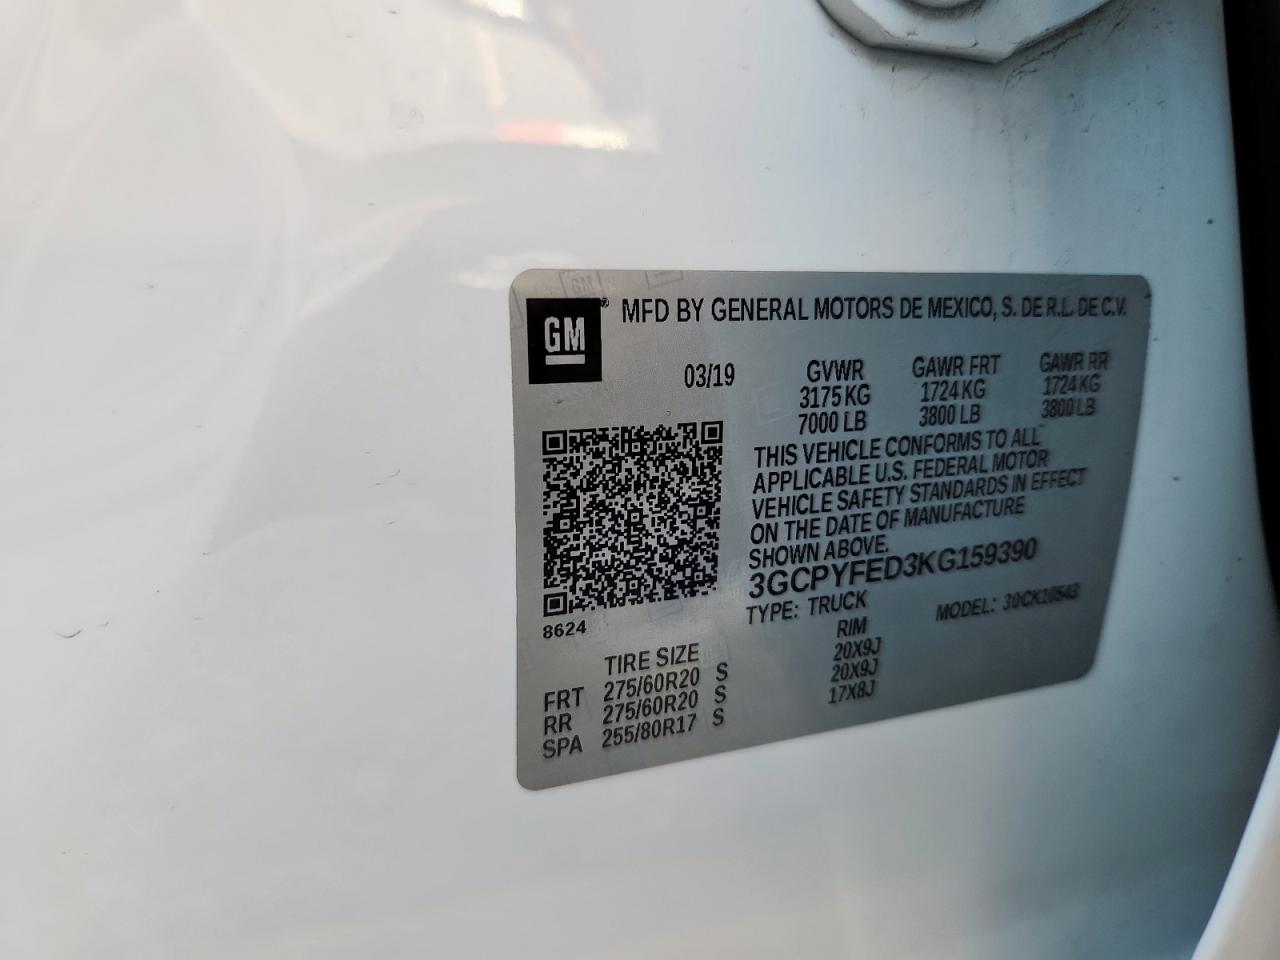 GM
MFD BY GENERAL MOTORS DE MEXICO, S. DE R.L. DE C.V.
03/19
GVWR GAWR FRT GAWR RR
3175 KG 1724 KG 1724 KG
7000 LB 3800 LB 3800 LB
THIS VEHICLE CONFORMS TO ALL
APPLICABLE U.S. FEDERAL MOTOR
VEHICLE SAFETY STANDARDS IN EFFECT
ON THE DATE OF MANUFACTURE
SHOWN ABOVE.
3GCPYFED3KG159390
8624
TYPE: TRUCK MODEL: 30CK10543
TIRE SIZE RIM
FRT 275/60R20 S 20X9J
RR 275/60R20 S 20X9J
SPA 255/80R17 S 17X8J